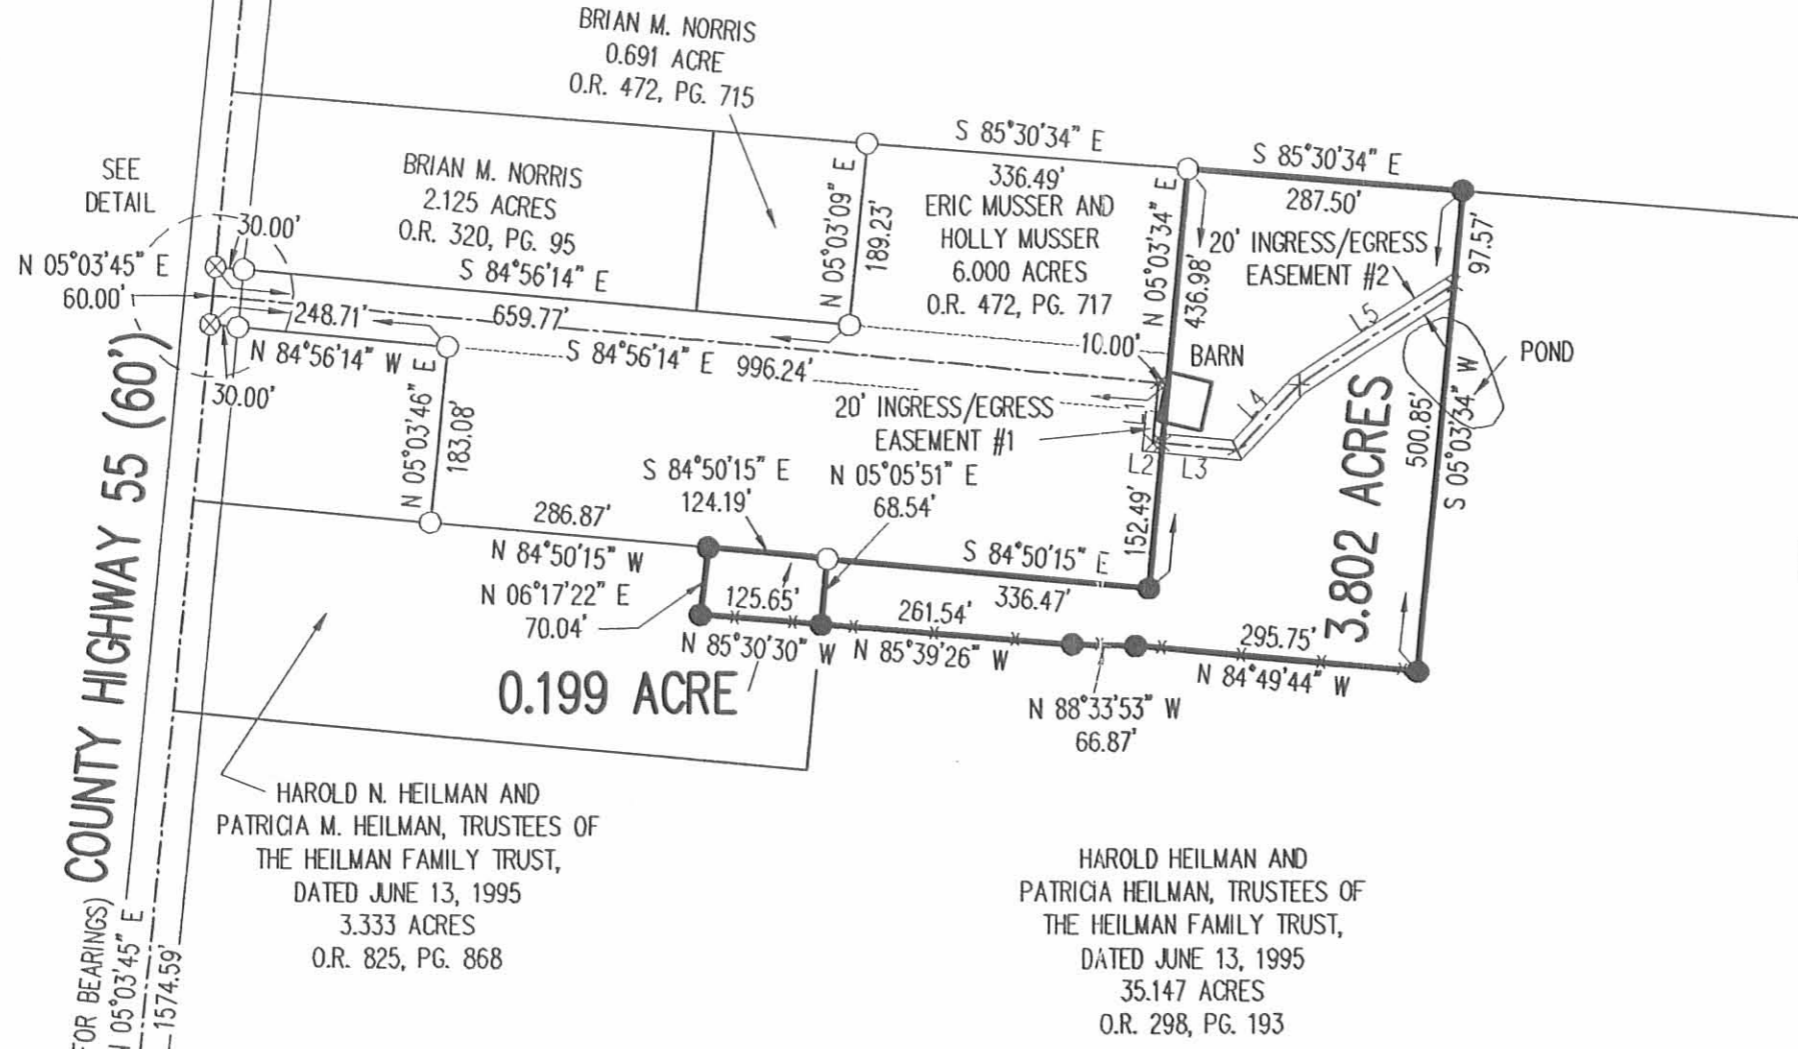 BRIAN M. NORRIS
0.691 ACRE
O.R. 472, PG. 715
S 85°30'34" E
336.49'
S 85°30'34" E
287.50'
SEE
DETAIL
BRIAN M. NORRIS
2.125 ACRES
O.R. 320, PG. 95
N 05°03'09" E
189.23'
ERIC MUSSER AND
HOLLY MUSSER
6.000 ACRES
O.R. 472, PG. 717
N 05°03'34" E
436.98'
20' INGRESS/EGRESS
EASEMENT #2
97.57'
30.00'
N 05°03'45" E
60.00'
S 84°56'14" E
659.77'
248.71'
N 84°56'14" W
30.00'
S 84°56'14" E
996.24'
10.00'
BARN
L5
POND
L4
20' INGRESS/EGRESS
EASEMENT #1
L2
L3
N 05°03'46" E
183.08'
500.85'
S 05°03'34" W
3.802 ACRES
COUNTY HIGHWAY 55 (60')
S 84°50'15" E
124.19'
N 05°05'51" E
68.54'
152.49'
286.87'
N 84°50'15" W
S 84°50'15" E
336.47'
N 06°17'22" E
70.04'
125.65'
N 85°30'30" W
261.54'
N 85°39'26" W
295.75'
N 84°49'44" W
N 88°33'53" W
66.87'
0.199 ACRE
HAROLD N. HEILMAN AND
PATRICIA M. HEILMAN, TRUSTEES OF
THE HEILMAN FAMILY TRUST,
DATED JUNE 13, 1995
3.333 ACRES
O.R. 825, PG. 868
HAROLD HEILMAN AND
PATRICIA HEILMAN, TRUSTEES OF
THE HEILMAN FAMILY TRUST,
DATED JUNE 13, 1995
35.147 ACRES
O.R. 298, PG. 193
FOR BEARINGS)
N 05°03'45" E
1574.59'